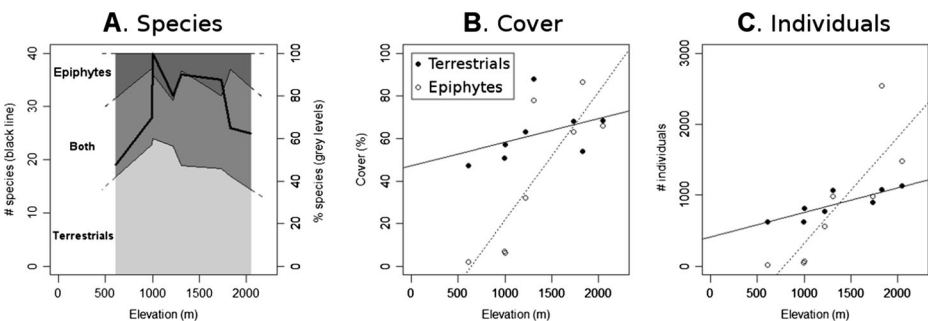 A. Species
B. Cover
C. Individuals
# species (black line)
40
30
20
10
0
Epiphytes
Both
Terrestrials
100
80
60
40
20
0
% species (grey levels)
0 500 1000 1500 2000
Elevation (m)
Cover (%)
100
80
60
40
20
0
Terrestrials
Epiphytes
0 500 1000 1500 2000
Elevation (m)
# individuals
3000
2000
1000
0
0 500 1000 1500 2000
Elevation (m)